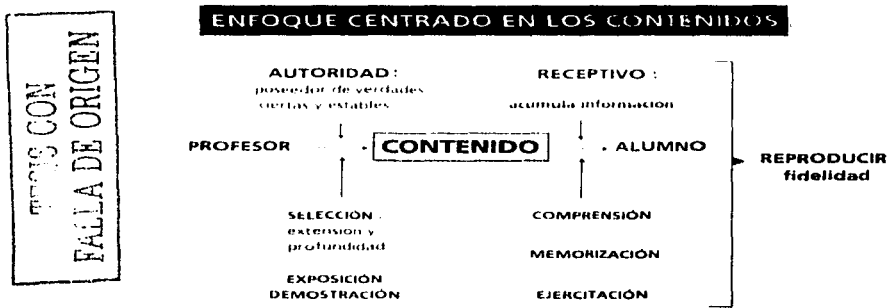 ENFOQUE CENTRADO EN LOS CONTENIDOS
TESIS CON
FALLA DE ORIGEN
AUTORIDAD :
poseedor de verdades
ciertas y estables
RECEPTIVO :
acumula información
PROFESOR
CONTENIDO
ALUMNO
REPRODUCIR
fidelidad
SELECCIÓN :
extensión y
profundidad
EXPOSICIÓN
DEMOSTRACIÓN
COMPRENSIÓN
MEMORIZACIÓN
EJERCITACIÓN